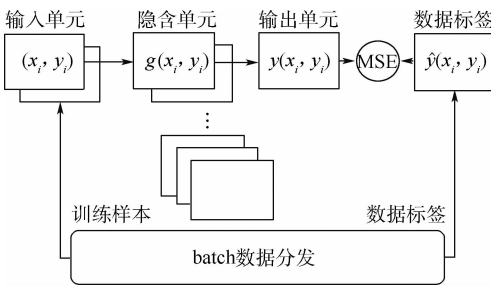 输入单元 隐含单元 输出单元 数据标签
(xᵢ, yᵢ) g(xᵢ, yᵢ) y(xᵢ, yᵢ) MSE ŷ(xᵢ, yᵢ)
⋮
训练样本 数据标签
batch数据分发